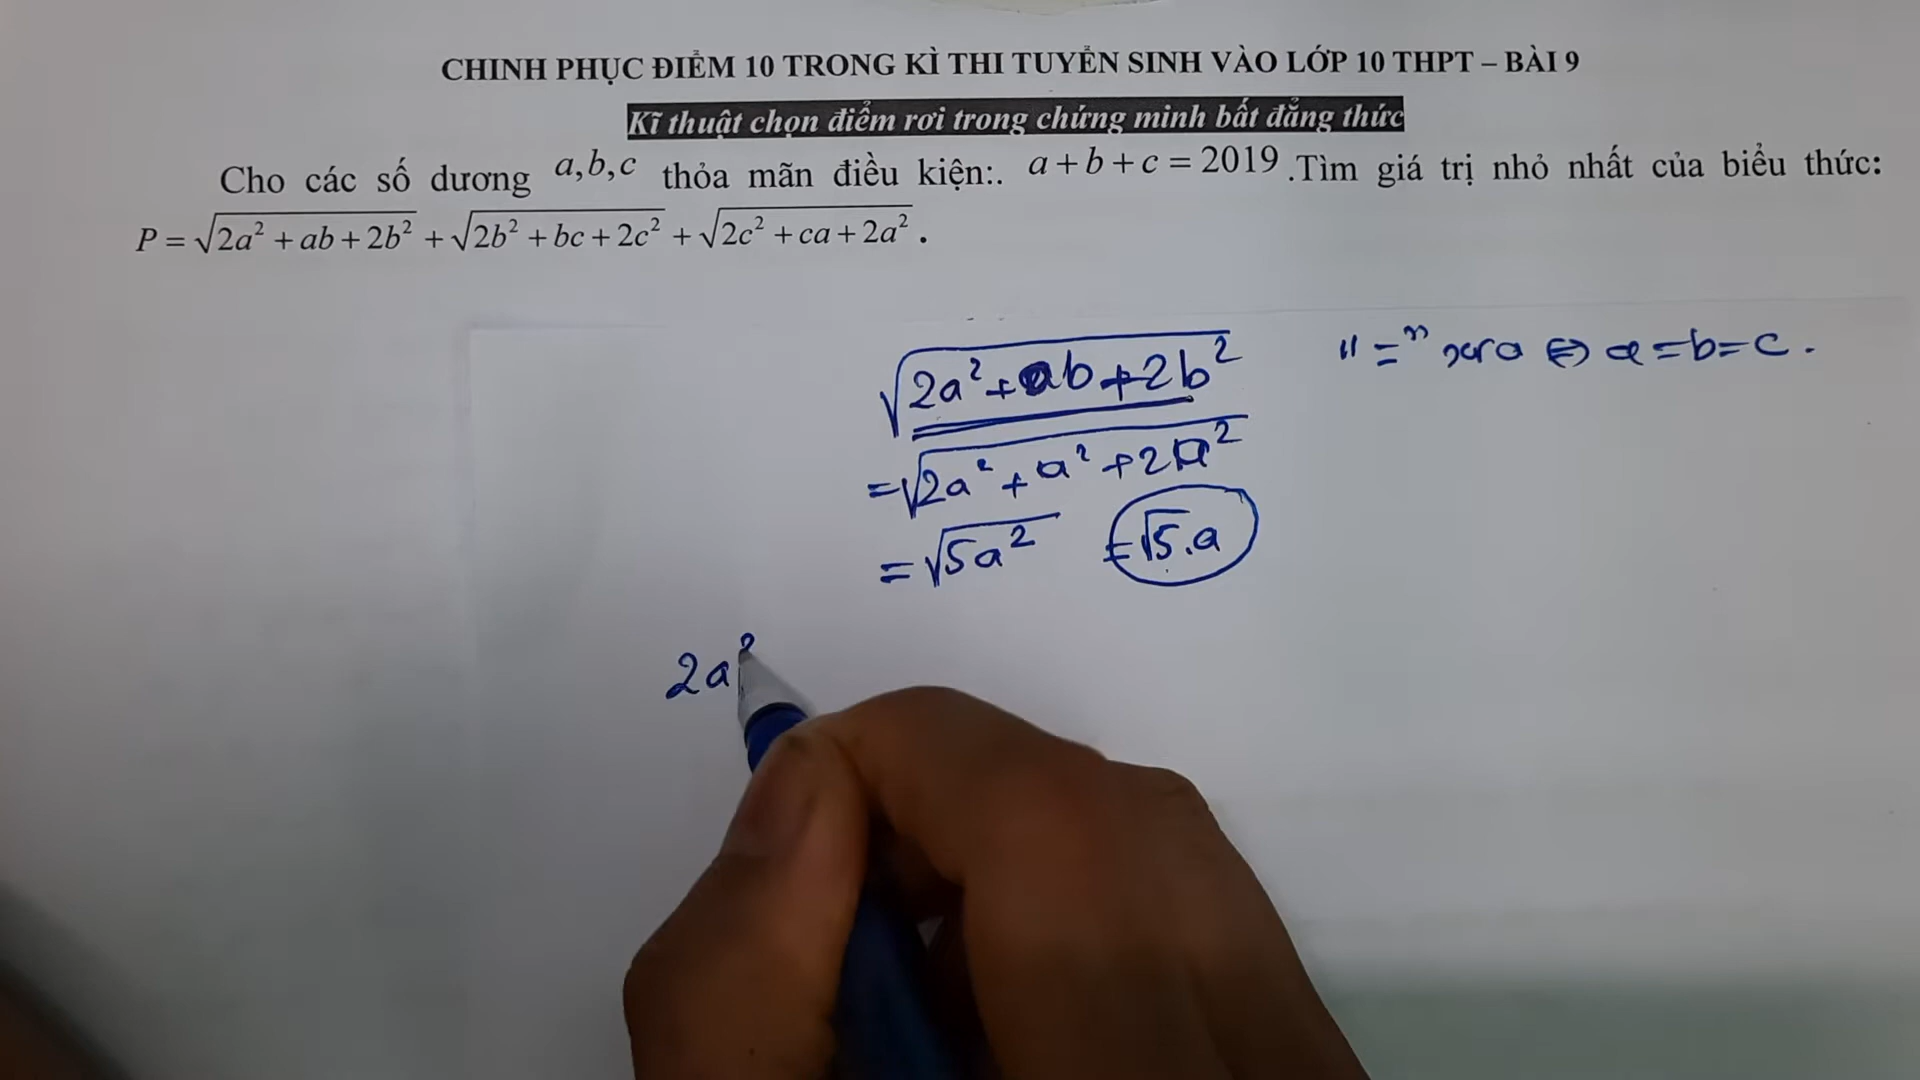 CHINH PHỤC ĐIỂM 10 TRONG KÌ THI TUYỂN SINH VÀO LỚP 10 THPT – BÀI 9
Kĩ thuật chọn điểm rơi trong chứng minh bất đẳng thức
Cho các số dương a,b,c thỏa mãn điều kiện:. a+b+c=2019.Tìm giá trị nhỏ nhất của biểu thức:
P = √(2a² + ab + 2b²) + √(2b² + bc + 2c²) + √(2c² + ca + 2a²) .
√(2a² + ab + 2b²) "=" xảy ra ⇔ a = b = c .
= √(2a² + a² + 2a²)
= √(5a²) = √5.a
2a²